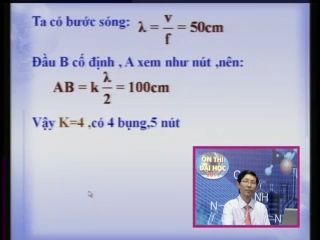 Ta có bước sóng: λ = v/f = 50cm
Đầu B cố định , A xem như nút ,nên:
AB = k λ/2 = 100cm
Vậy K=4 ,có 4 bụng,5 nút
ÔN THI
ĐẠI HỌC
NH
N
N